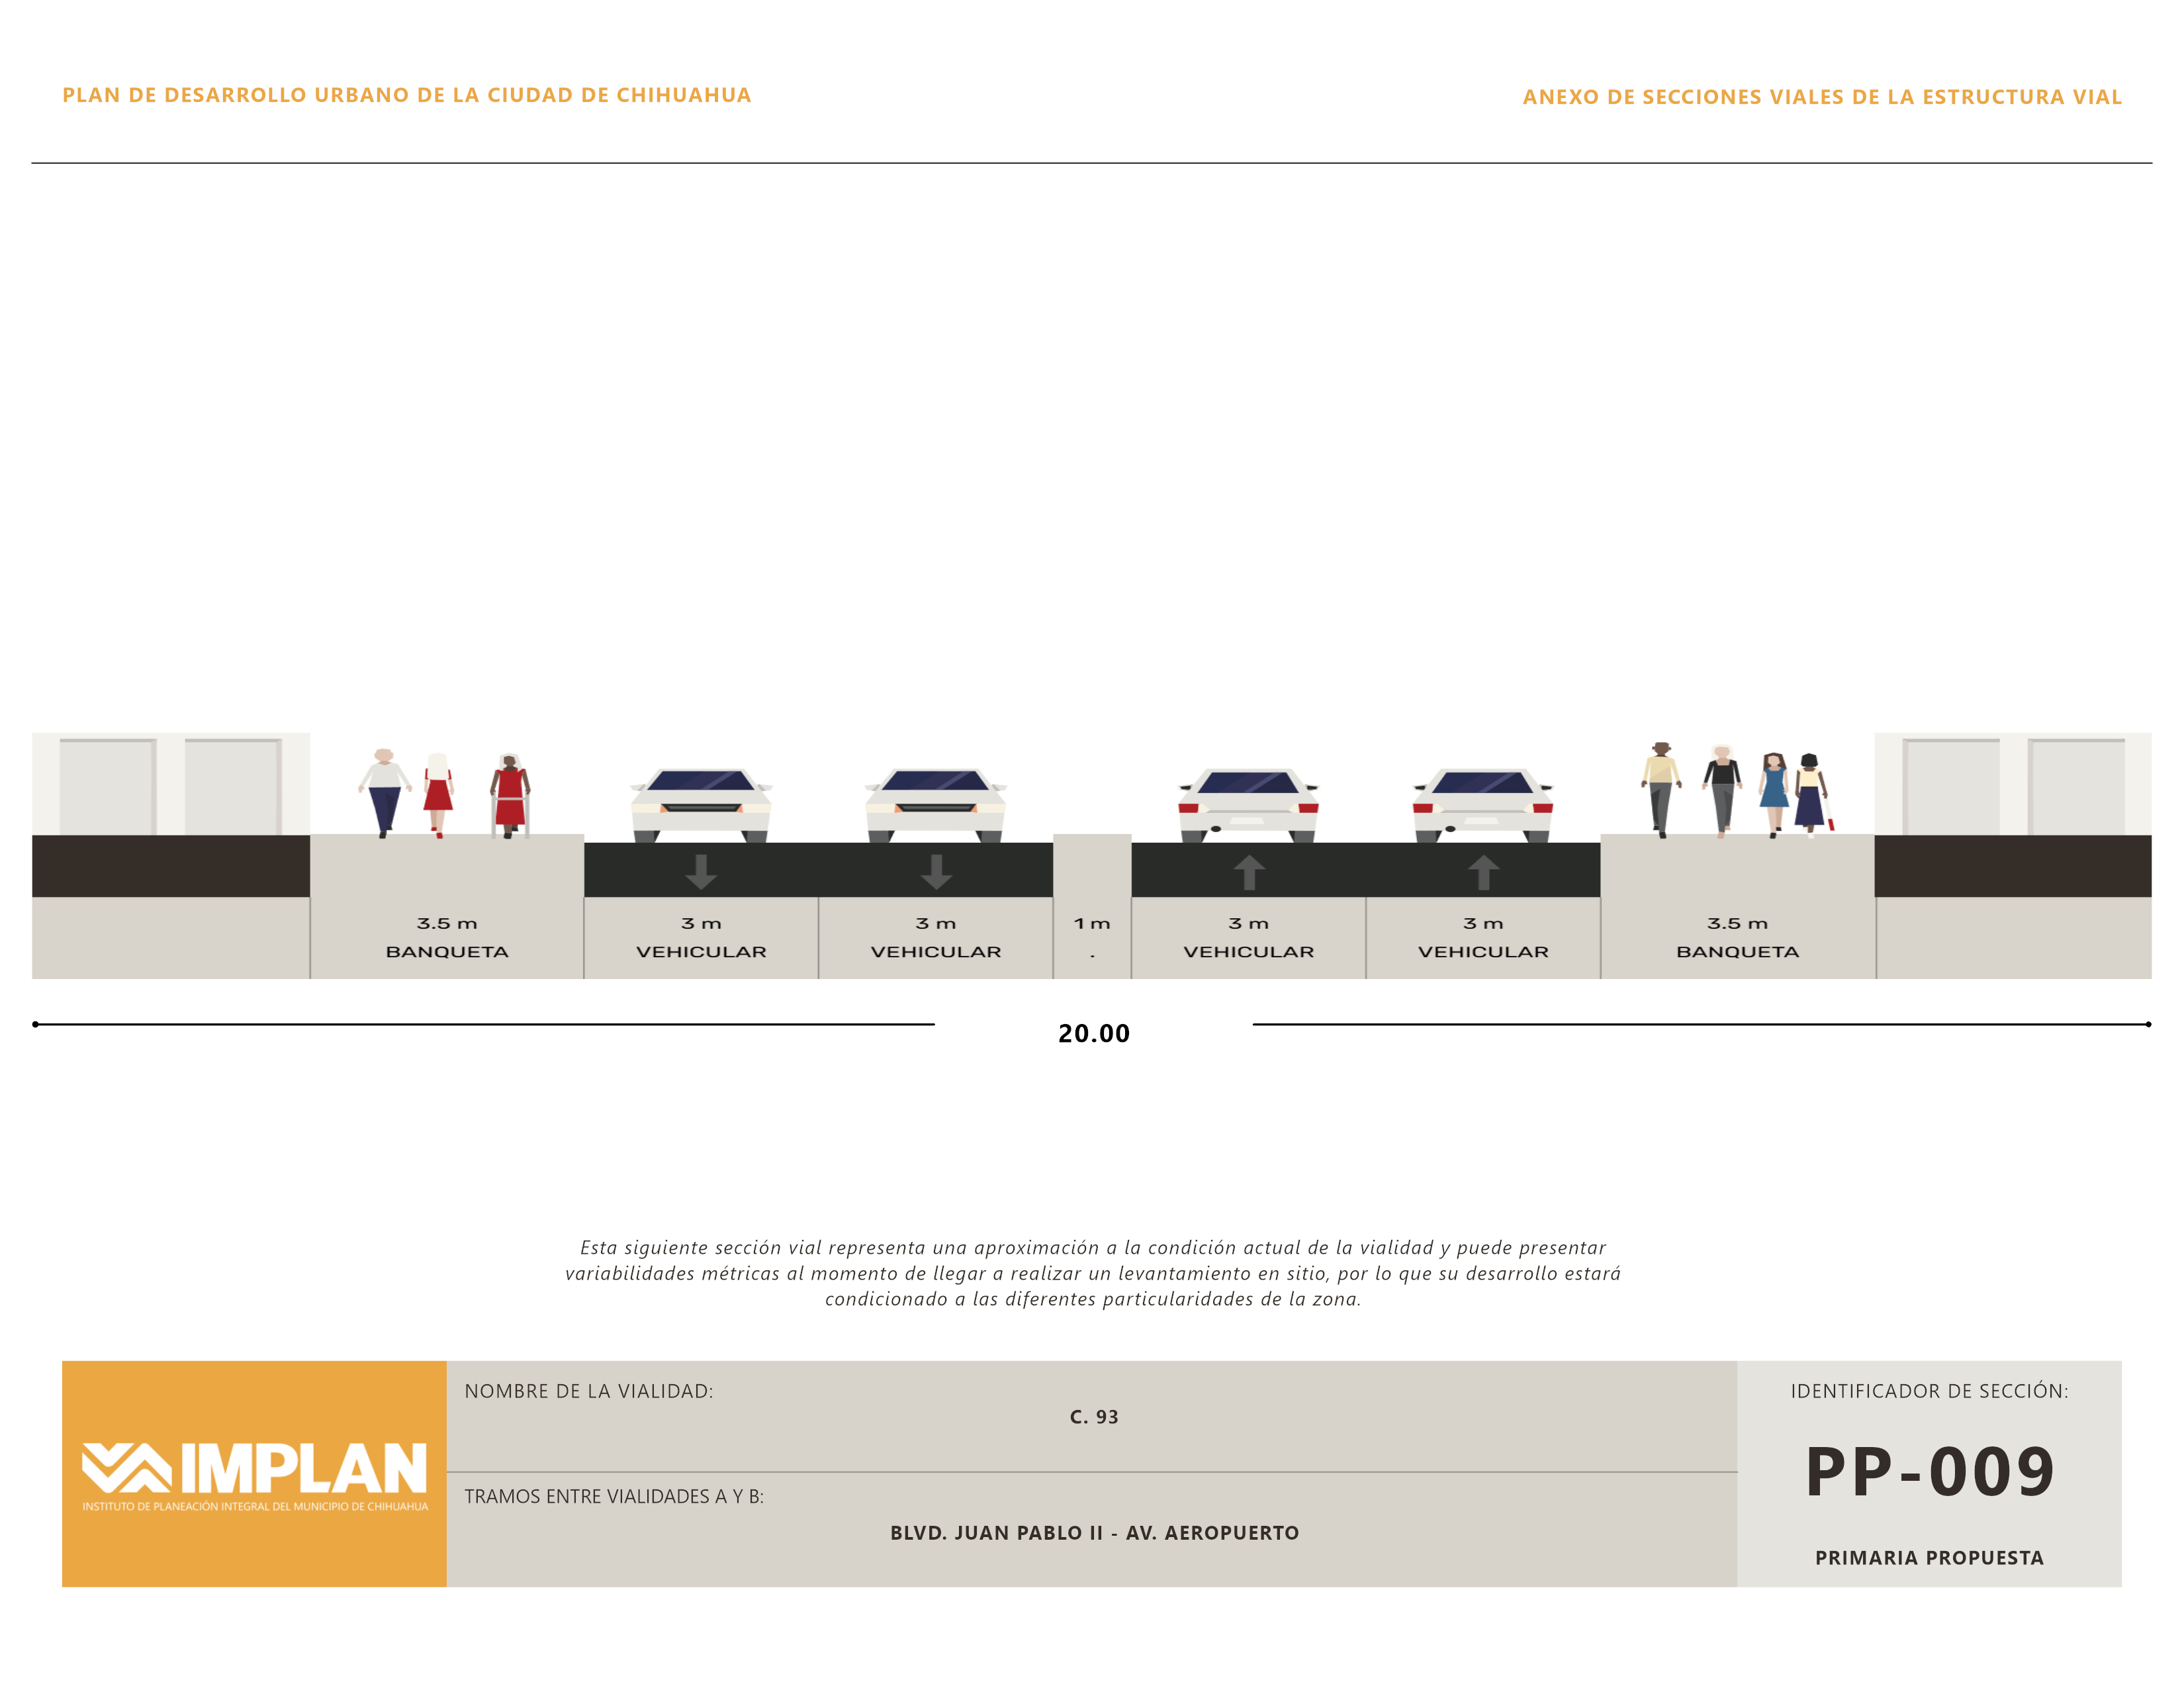 PLAN DE DESARROLLO URBANO DE LA CIUDAD DE CHIHUAHUA
ANEXO DE SECCIONES VIALES DE LA ESTRUCTURA VIAL
3.5 m
BANQUETA
3 m
VEHICULAR
3 m
VEHICULAR
1 m
.
3 m
VEHICULAR
3 m
VEHICULAR
3.5 m
BANQUETA
20.00
Esta siguiente sección vial representa una aproximación a la condición actual de la vialidad y puede presentar
variabilidades métricas al momento de llegar a realizar un levantamiento en sitio, por lo que su desarrollo estará
condicionado a las diferentes particularidades de la zona.
IMPLAN
INSTITUTO DE PLANEACIÓN INTEGRAL DEL MUNICIPIO DE CHIHUAHUA
NOMBRE DE LA VIALIDAD:
C. 93
TRAMOS ENTRE VIALIDADES A Y B:
BLVD. JUAN PABLO II - AV. AEROPUERTO
IDENTIFICADOR DE SECCIÓN:
PP-009
PRIMARIA PROPUESTA